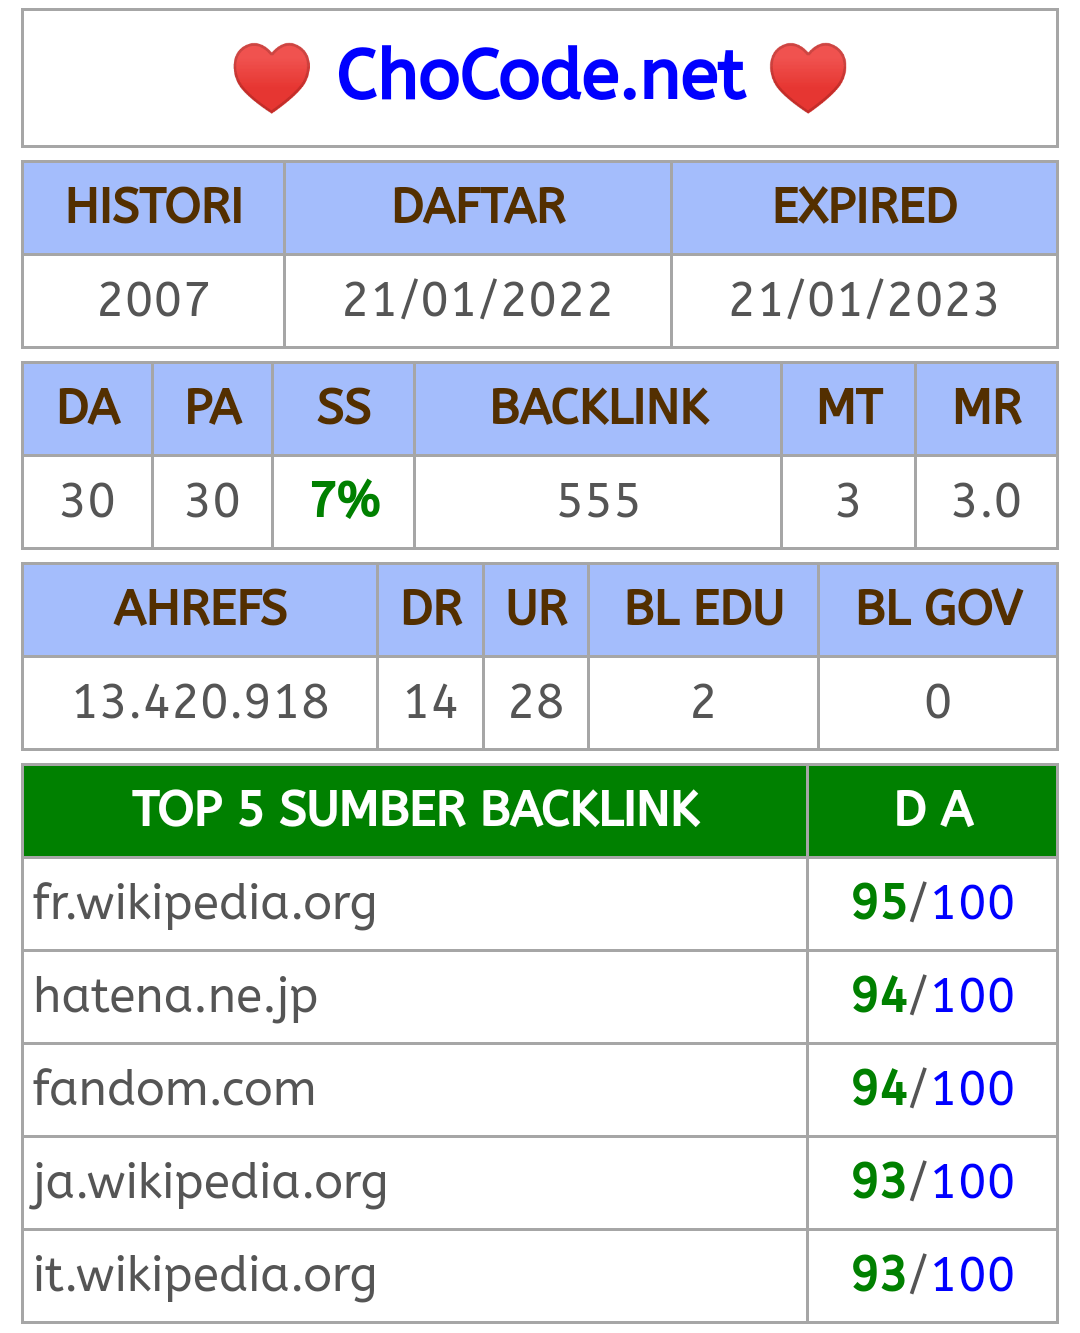 ChoCode.net
HISTORI DAFTAR EXPIRED
2007 21/01/2022 21/01/2023
DA PA SS BACKLINK MT MR
30 30 7% 555 3 3.0
AHREFS DR UR BL EDU BL GOV
13.420.918 14 28 2 0
TOP 5 SUMBER BACKLINK D A
fr.wikipedia.org 95/100
hatena.ne.jp 94/100
fandom.com 94/100
ja.wikipedia.org 93/100
it.wikipedia.org 93/100